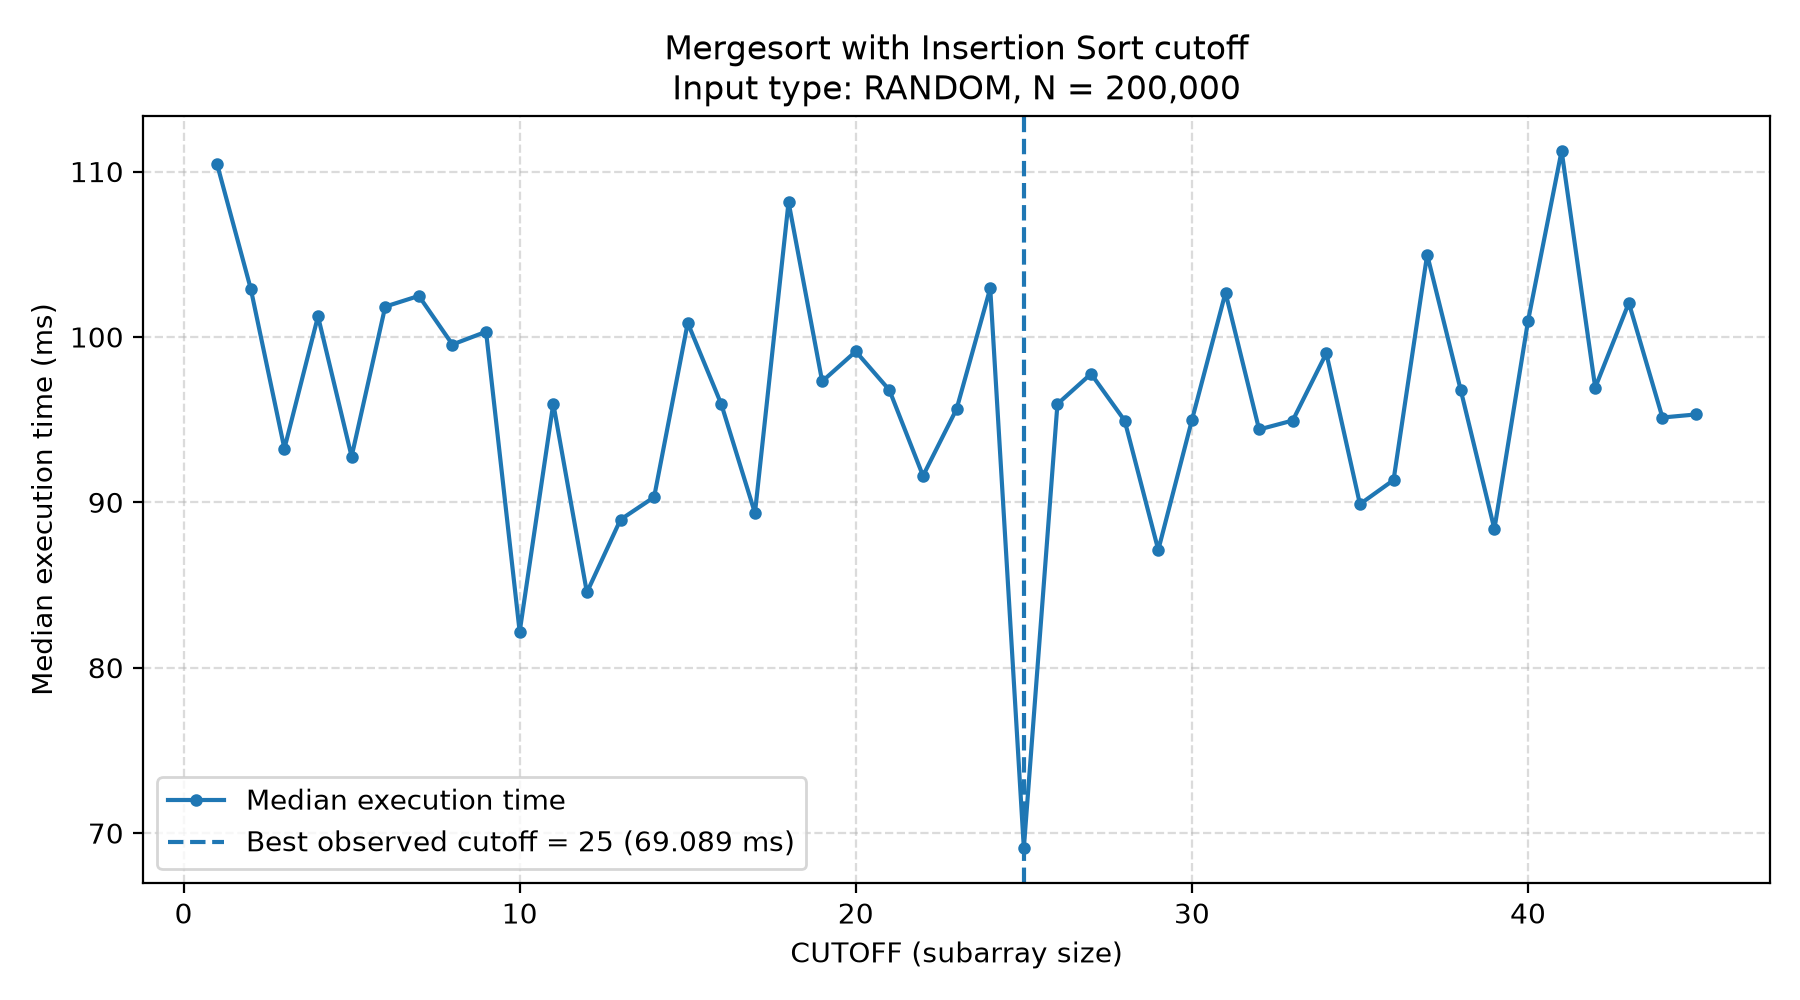 Mergesort with Insertion Sort cutoff
Input type: RANDOM, N = 200,000
Median execution time (ms)
110
100
90
80
70
Median execution time
Best observed cutoff = 25 (69.089 ms)
0 10 20 30 40
CUTOFF (subarray size)